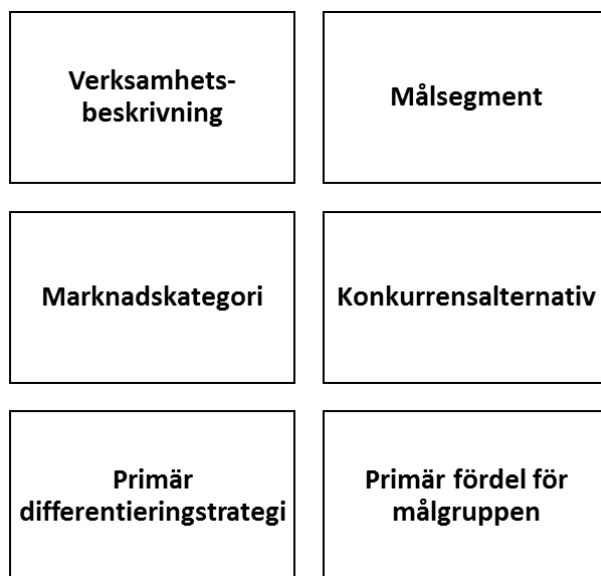 Verksamhets-
beskrivning
Målsegment
Marknadskategori
Konkurrensalternativ
Primär
differentieringstrategi
Primär fördel för
målgruppen